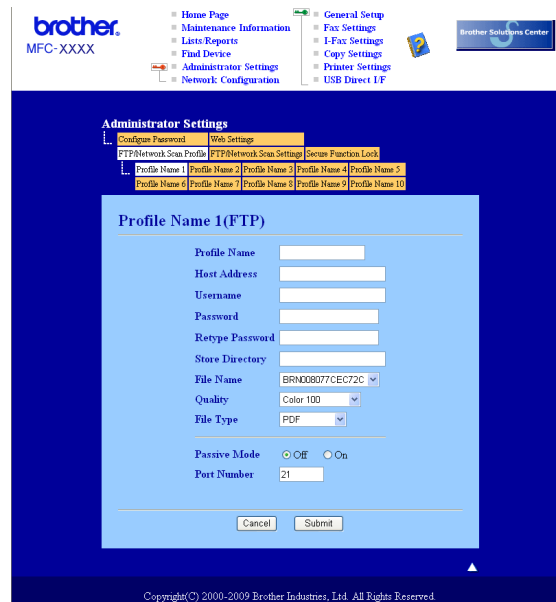 brother®
MFC-XXXX
Home Page
Maintenance Information
Lists/Reports
Find Device
Administrator Settings
Network Configuration
General Setup
Fax Settings
I-Fax Settings
Copy Settings
Printer Settings
USB Direct I/F
Brother Solutions Center
Administrator Settings
Configure Password Web Settings
FTP/Network Scan Profile FTP/Network Scan Settings Secure Function Lock
Profile Name 1 Profile Name 2 Profile Name 3 Profile Name 4 Profile Name 5
Profile Name 6 Profile Name 7 Profile Name 8 Profile Name 9 Profile Name 10
Profile Name 1(FTP)
Profile Name
Host Address
Username
Password
Retype Password
Store Directory
File Name BRN008077CEC72C
Quality Color 100
File Type PDF
Passive Mode Off On
Port Number 21
Cancel Submit
Copyright(C) 2000-2009 Brother Industries, Ltd. All Rights Reserved.